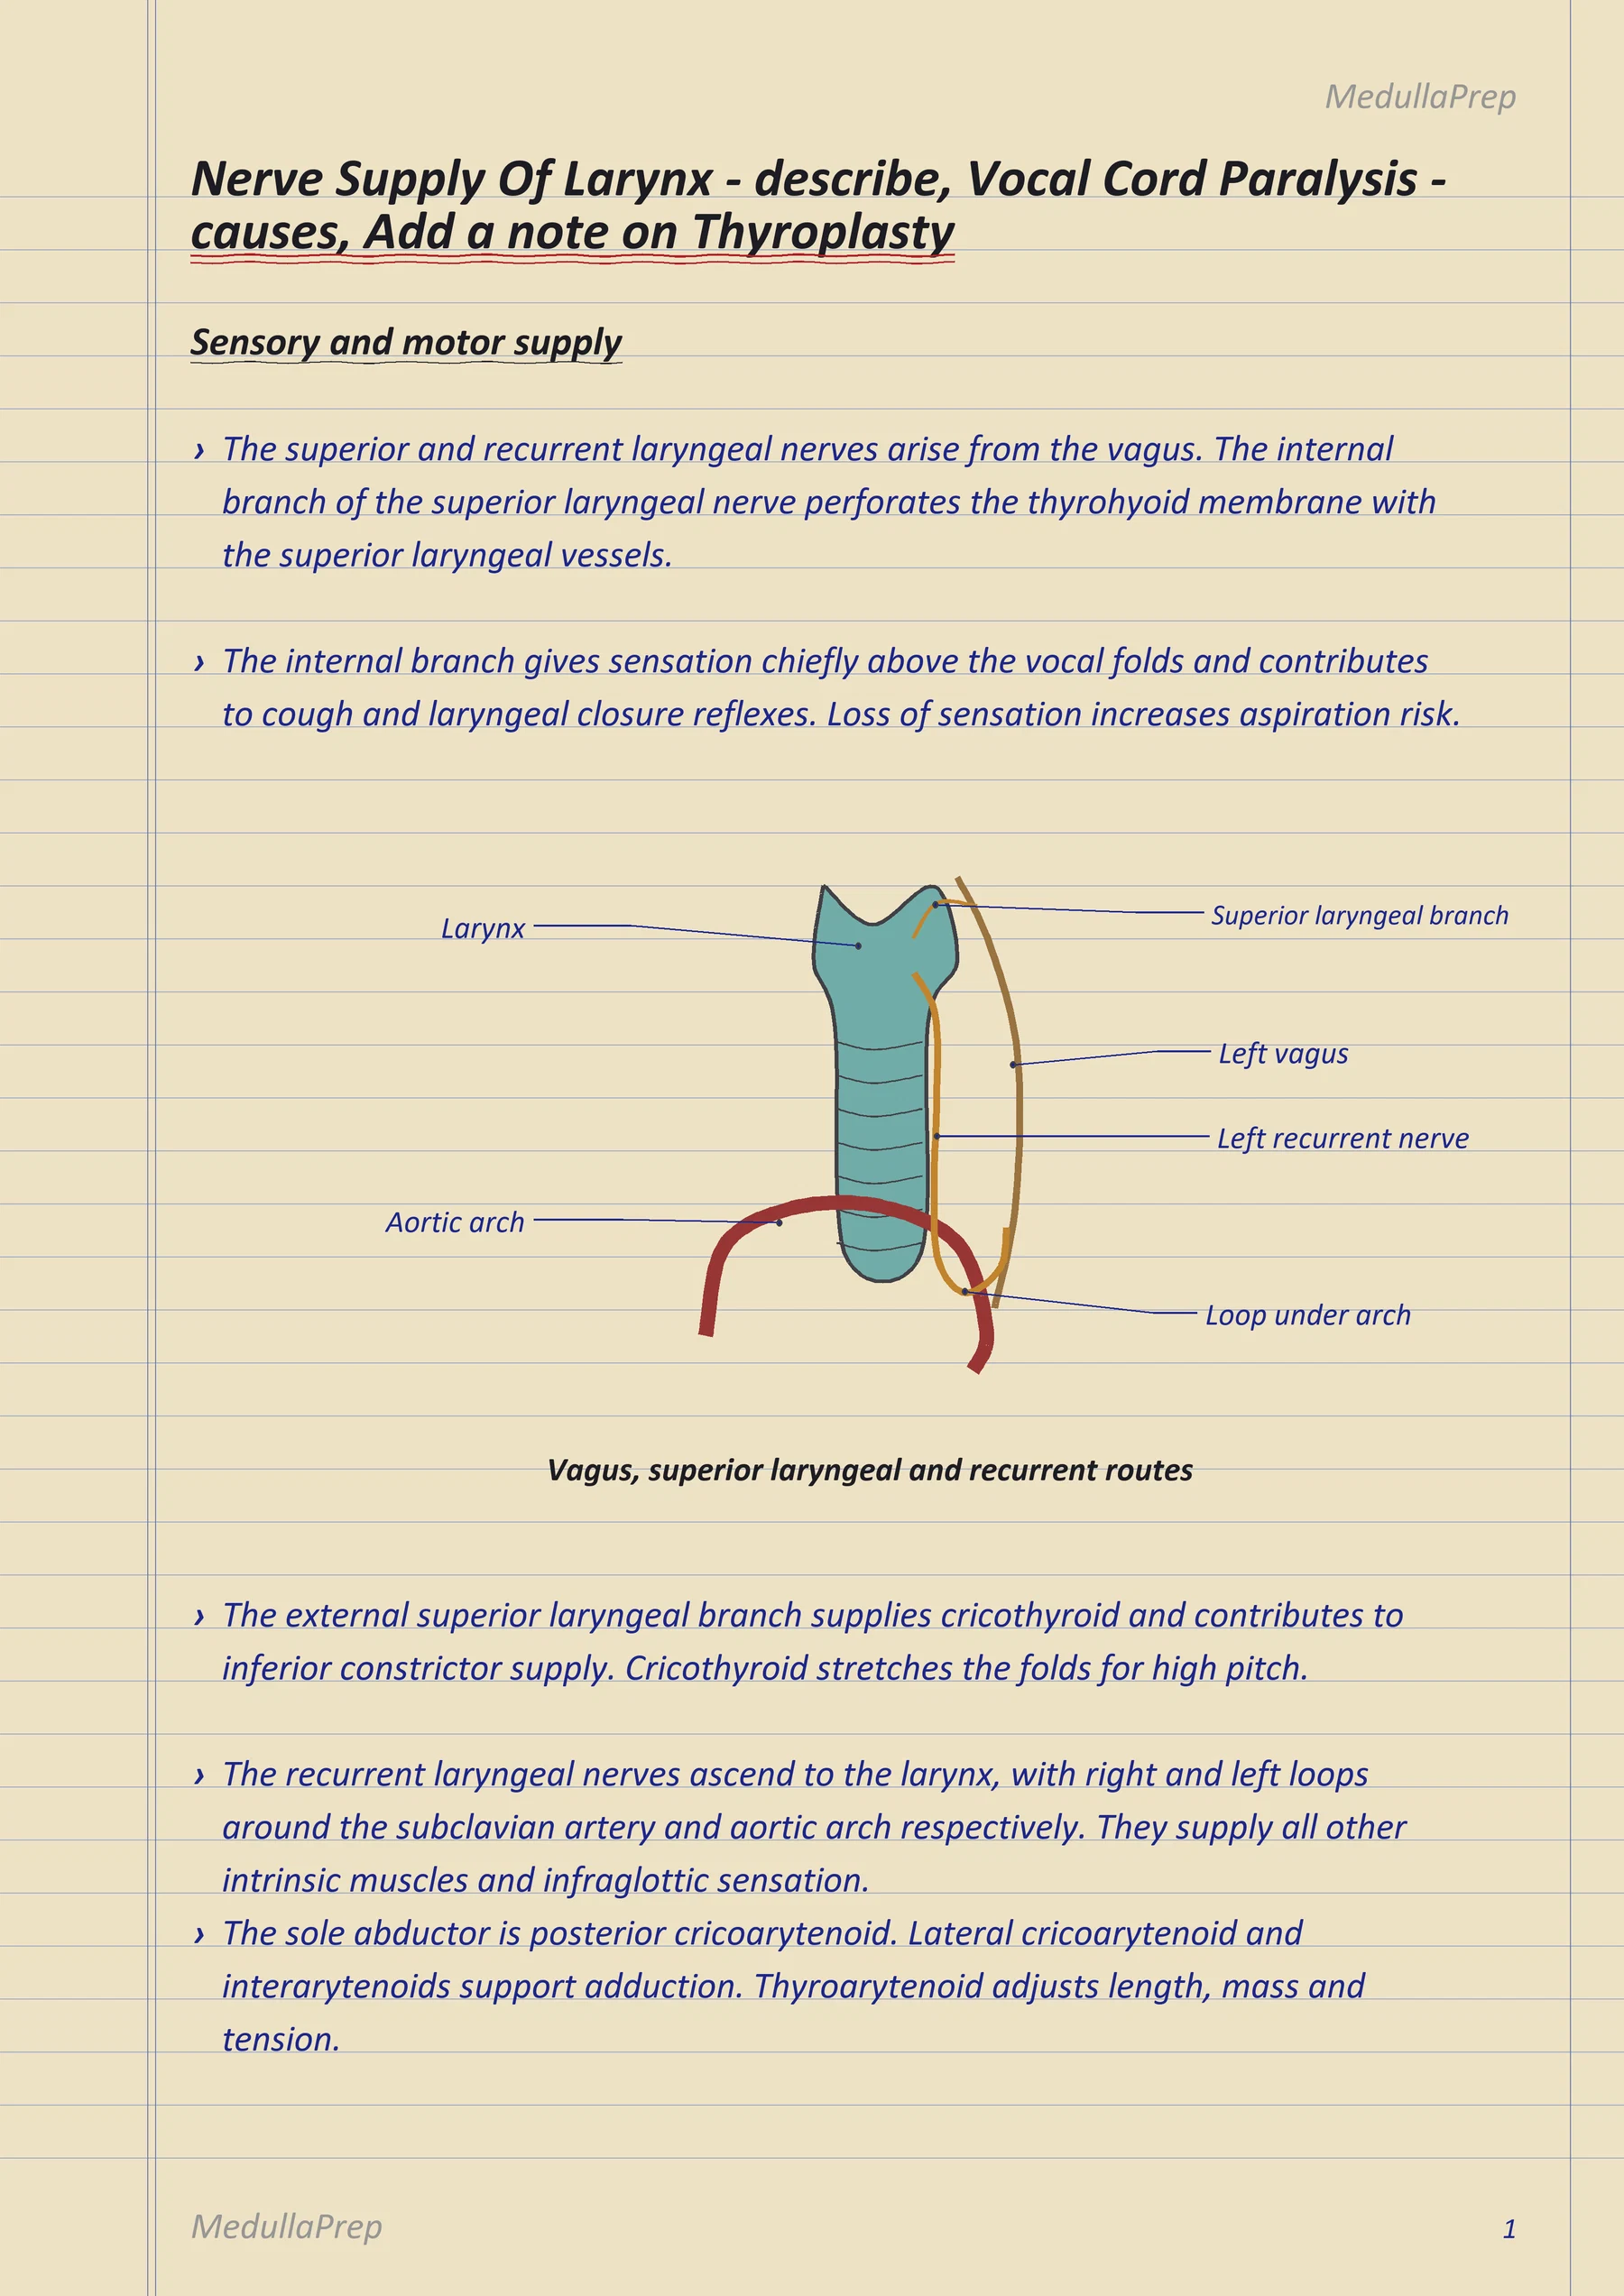 MedullaPrep
Nerve Supply Of Larynx - describe, Vocal Cord Paralysis -
causes, Add a note on Thyroplasty
Sensory and motor supply
› The superior and recurrent laryngeal nerves arise from the vagus. The internal
branch of the superior laryngeal nerve perforates the thyrohyoid membrane with
the superior laryngeal vessels.
› The internal branch gives sensation chiefly above the vocal folds and contributes
to cough and laryngeal closure reflexes. Loss of sensation increases aspiration risk.
Larynx
Superior laryngeal branch
Left vagus
Left recurrent nerve
Aortic arch
Loop under arch
Vagus, superior laryngeal and recurrent routes
› The external superior laryngeal branch supplies cricothyroid and contributes to
inferior constrictor supply. Cricothyroid stretches the folds for high pitch.
› The recurrent laryngeal nerves ascend to the larynx, with right and left loops
around the subclavian artery and aortic arch respectively. They supply all other
intrinsic muscles and infraglottic sensation.
› The sole abductor is posterior cricoarytenoid. Lateral cricoarytenoid and
interarytenoids support adduction. Thyroarytenoid adjusts length, mass and
tension.
MedullaPrep
1